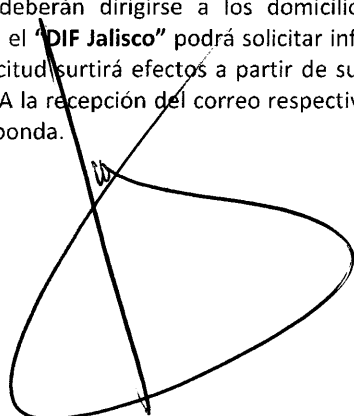 deberán dirigirse a los domicilio
el "DIF Jalisco" podrá solicitar inf
citud surtirá efectos a partir de su
A la recepción del correo respectiv
ponda.